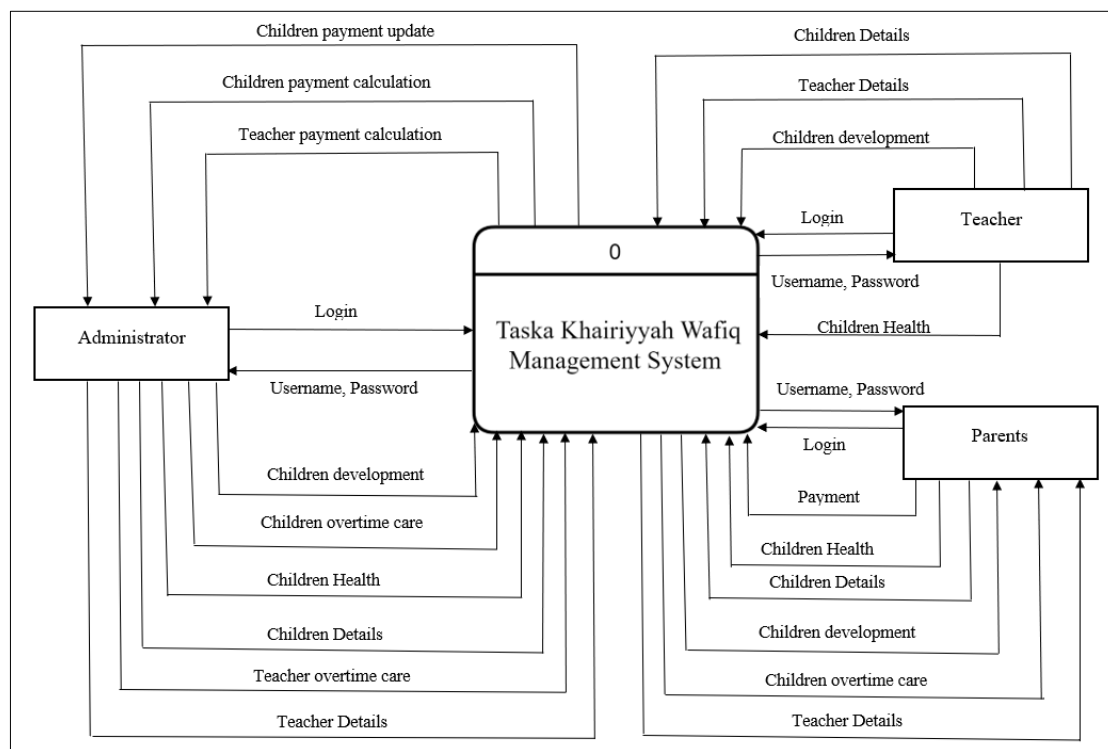 Children payment update
Children payment calculation
Teacher payment calculation
Children Details
Teacher Details
Children development
Login
Teacher
Username, Password
Children Health
0
Taska Khairiyyah Wafiq
Management System
Administrator
Login
Username, Password
Children development
Children overtime care
Children Health
Children Details
Teacher overtime care
Teacher Details
Username, Password
Parents
Login
Payment
Children Health
Children Details
Children development
Children overtime care
Teacher Details